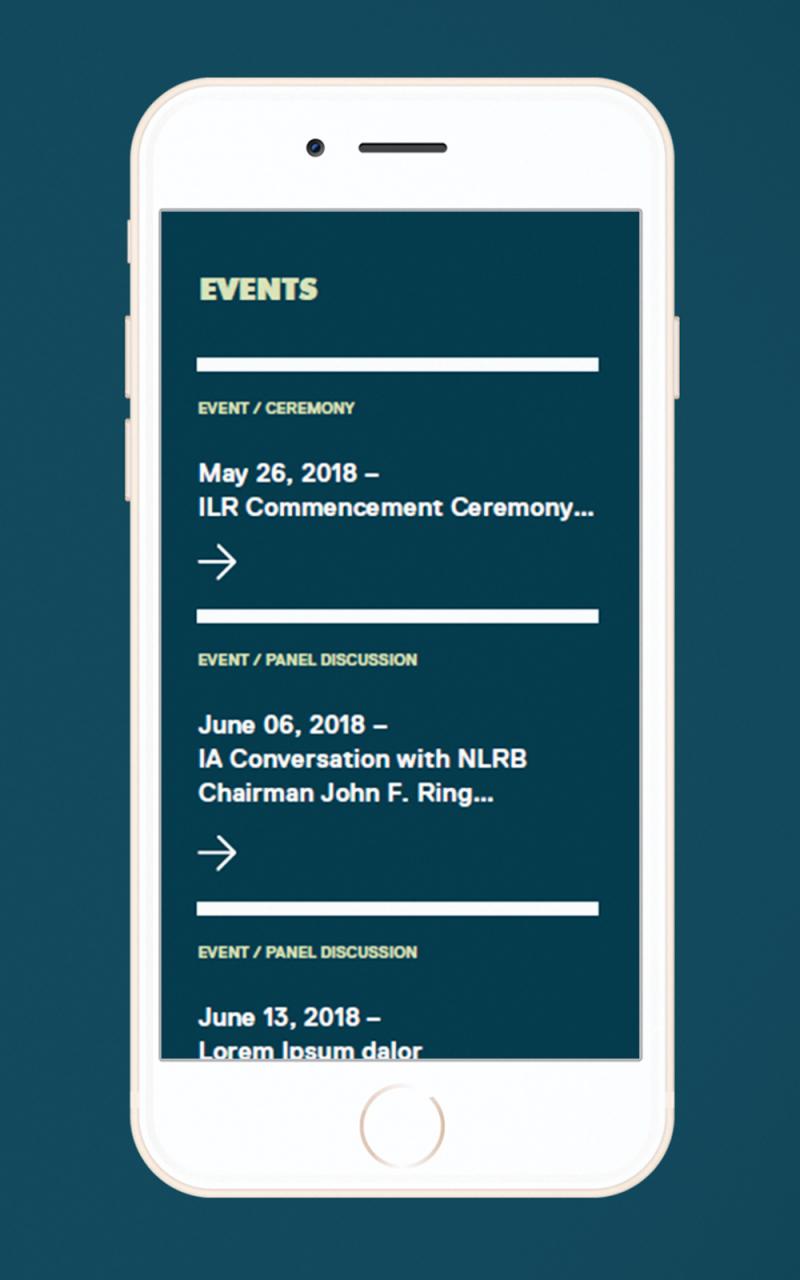 EVENTS
EVENT / CEREMONY
May 26, 2018 –
ILR Commencement Ceremony...
EVENT / PANEL DISCUSSION
June 06, 2018 –
IA Conversation with NLRB
Chairman John F. Ring...
EVENT / PANEL DISCUSSION
June 13, 2018 –
Lorem Ipsum dalor